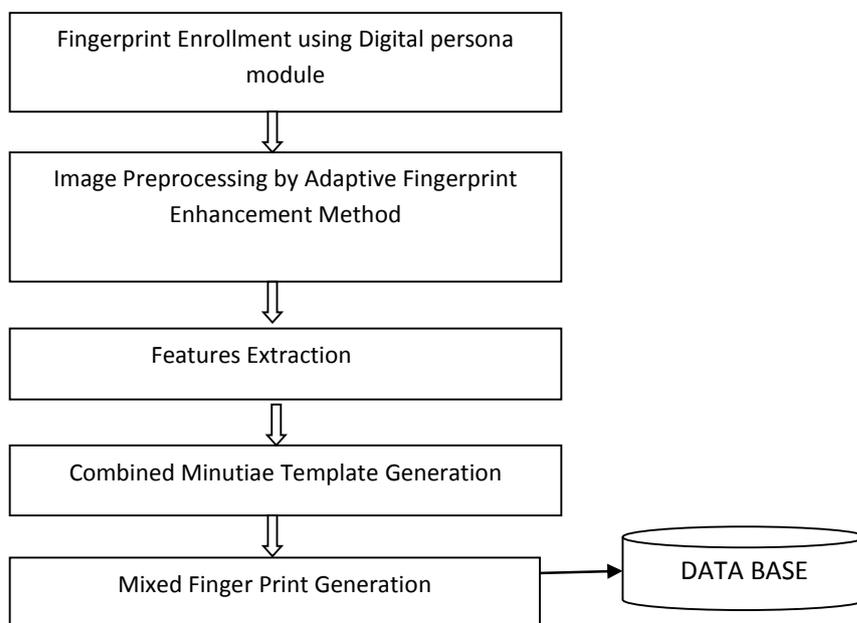 Fingerprint Enrollment using Digital persona
module
Image Preprocessing by Adaptive Fingerprint
Enhancement Method
Features Extraction
Combined Minutiae Template Generation
Mixed Finger Print Generation
DATA BASE